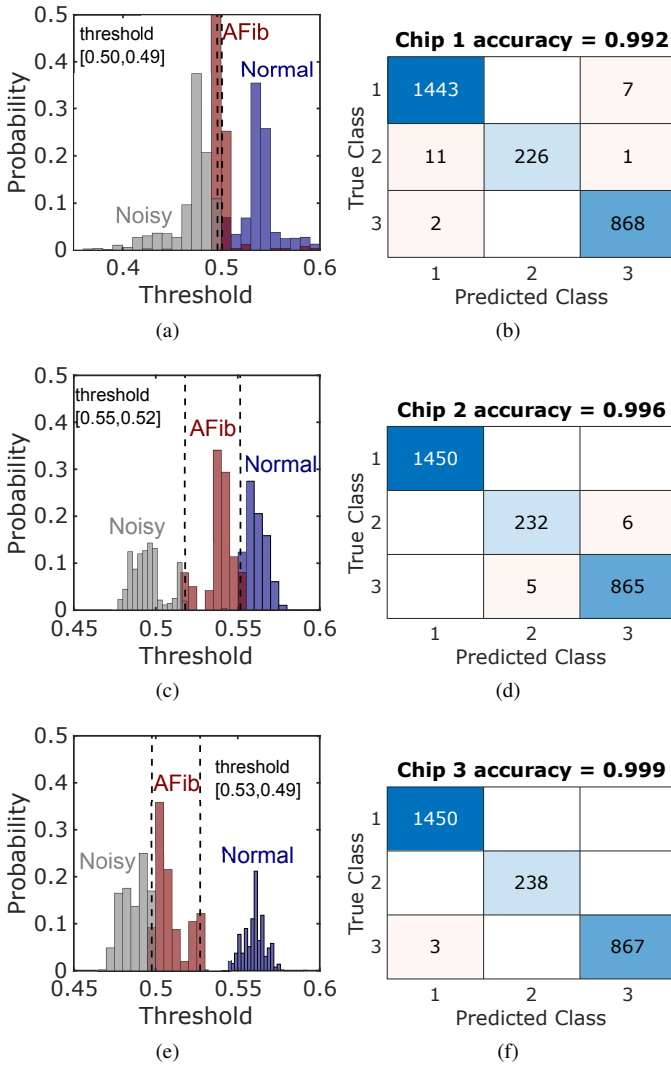 0.5
0.4
0.3
0.2
0.1
0
Probability
threshold
[0.50,0.49]
AFib
Normal
Noisy
0.4
0.5
0.6
Threshold
(a)
Chip 1 accuracy = 0.992
True Class
1
1443
7
2
11
226
1
3
2
868
1
2
3
Predicted Class
(b)
0.5
0.4
0.3
0.2
0.1
0
Probability
threshold
[0.55,0.52]
AFib
Normal
Noisy
0.45
0.5
0.55
0.6
Threshold
(c)
Chip 2 accuracy = 0.996
True Class
1
1450
2
232
6
3
5
865
1
2
3
Predicted Class
(d)
0.5
0.4
0.3
0.2
0.1
0
Probability
threshold
[0.53,0.49]
AFib
Noisy
Normal
0.45
0.5
0.55
0.6
Threshold
(e)
Chip 3 accuracy = 0.999
True Class
1
1450
2
238
3
3
867
1
2
3
Predicted Class
(f)